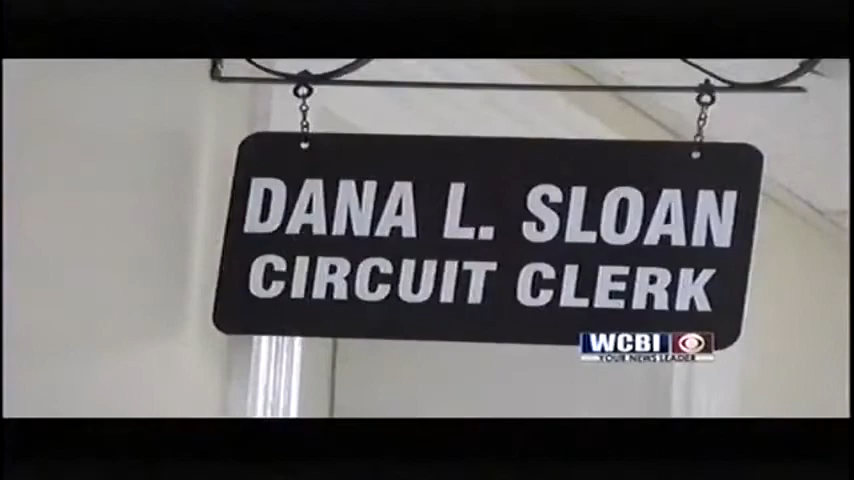 DANA L. SLOAN
CIRCUIT CLERK
WCBI
YOUR NEWS LEADER